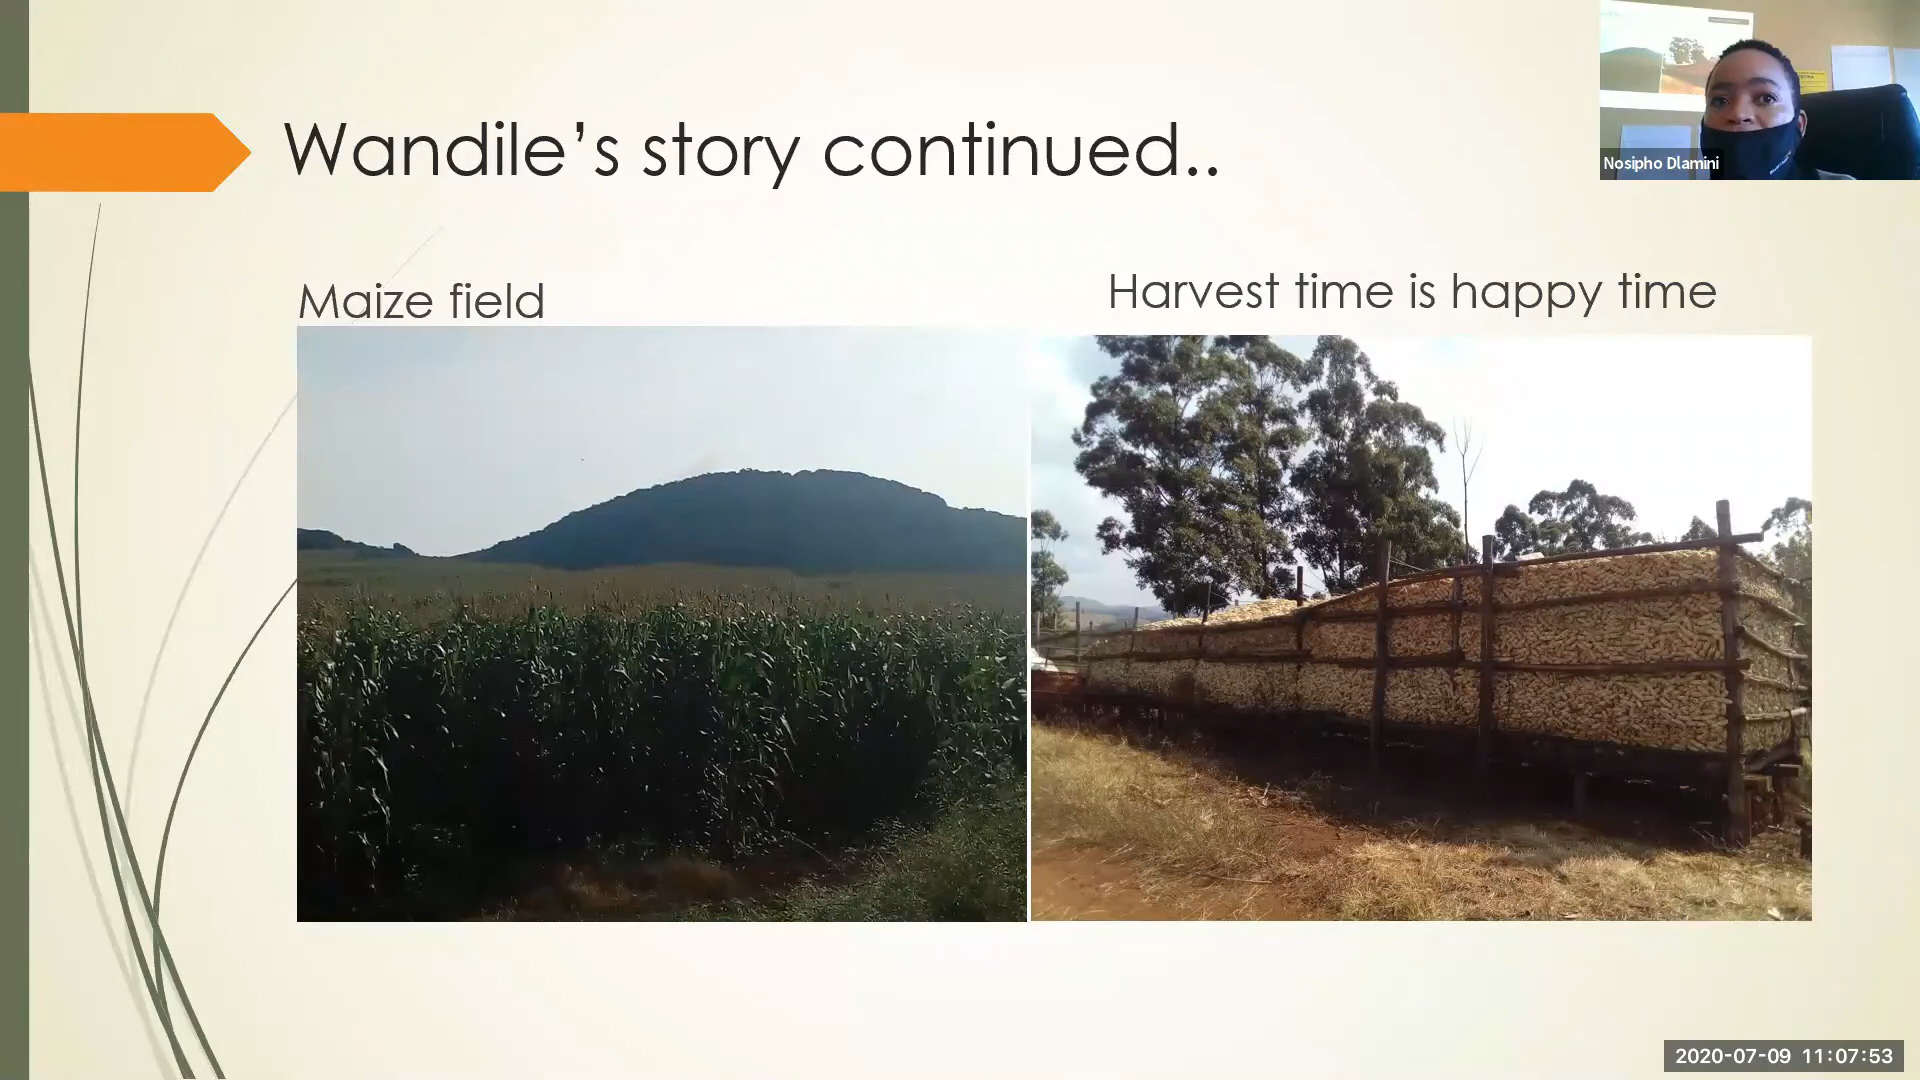 Wandile’s story continued..
Nosipho Dlamini
Maize field
Harvest time is happy time
2020-07-09 11:07:53